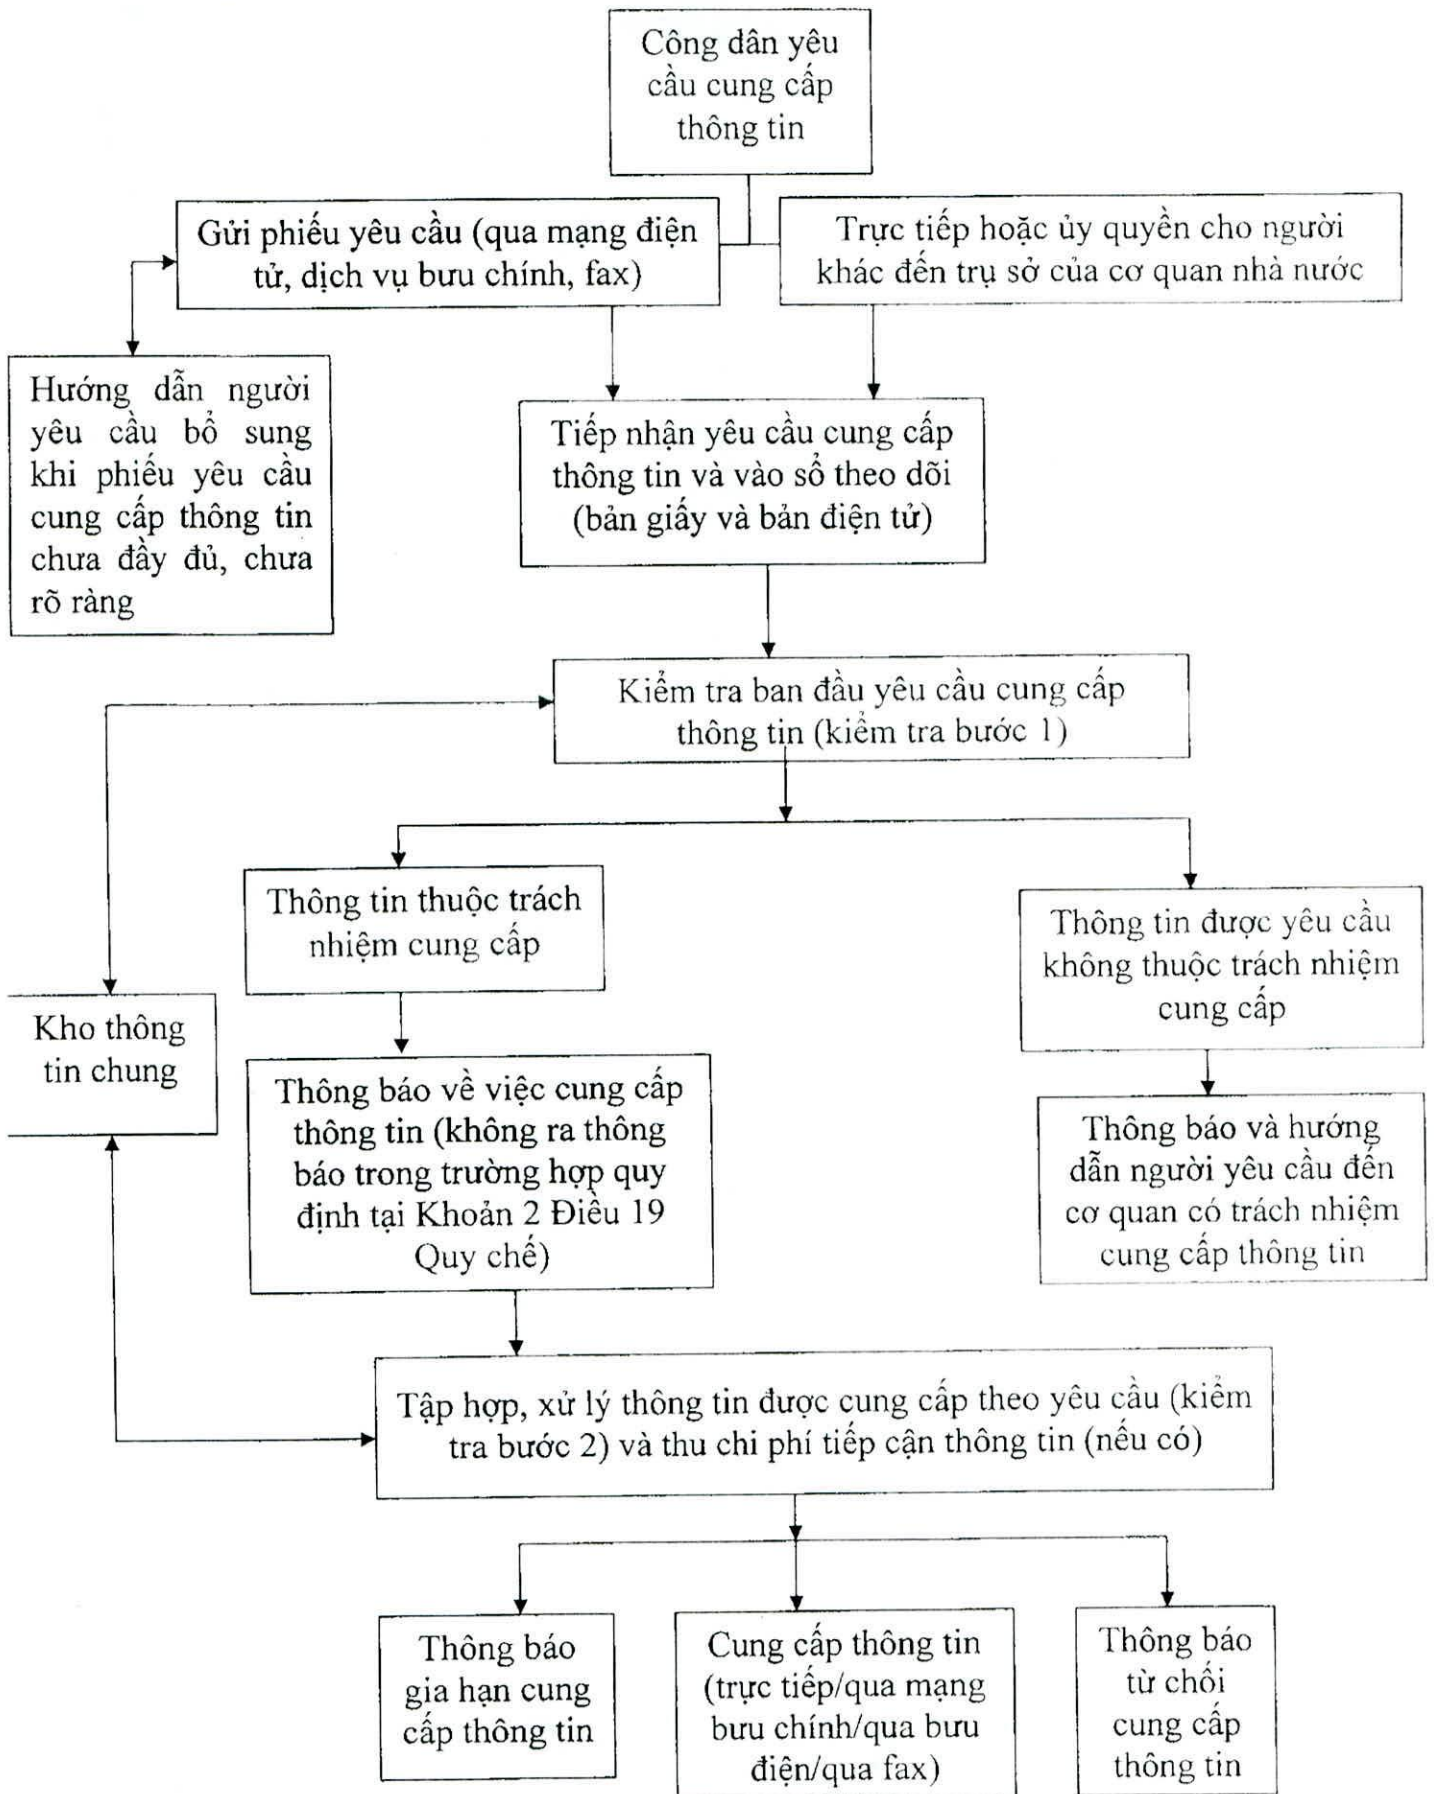 Công dân yêu
cầu cung cấp
thông tin
Gửi phiếu yêu cầu (qua mạng điện
tử, dịch vụ bưu chính, fax)
Trực tiếp hoặc ủy quyền cho người
khác đến trụ sở của cơ quan nhà nước
Hướng dẫn người
yêu cầu bổ sung
khi phiếu yêu cầu
cung cấp thông tin
chưa đầy đủ, chưa
rõ ràng
Tiếp nhận yêu cầu cung cấp
thông tin và vào sổ theo dõi
(bản giấy và bản điện tử)
Kiểm tra ban đầu yêu cầu cung cấp
thông tin (kiểm tra bước 1)
Thông tin thuộc trách
nhiệm cung cấp
Thông tin được yêu cầu
không thuộc trách nhiệm
cung cấp
Kho thông
tin chung
Thông báo về việc cung cấp
thông tin (không ra thông
báo trong trường hợp quy
định tại Khoản 2 Điều 19
Quy chế)
Thông báo và hướng
dẫn người yêu cầu đến
cơ quan có trách nhiệm
cung cấp thông tin
Tập hợp, xử lý thông tin được cung cấp theo yêu cầu (kiểm
tra bước 2) và thu chi phí tiếp cận thông tin (nếu có)
Thông báo
gia hạn cung
cấp thông tin
Cung cấp thông tin
(trực tiếp/qua mạng
bưu chính/qua bưu
điện/qua fax)
Thông báo
từ chối
cung cấp
thông tin